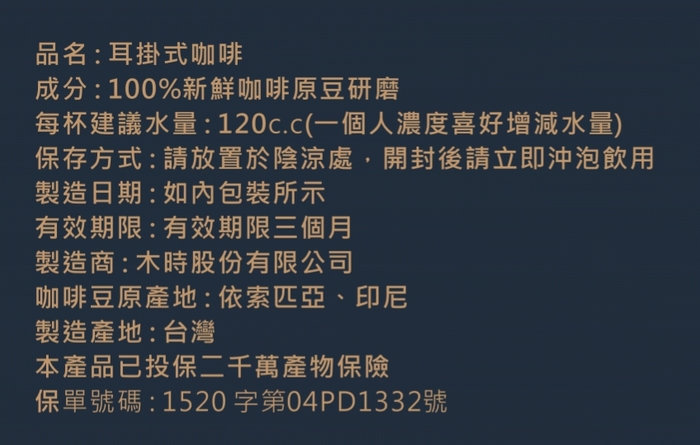 品名:耳掛式咖啡
成分:100%新鮮咖啡原豆研磨
每杯建議水量:120c.c(一個人濃度喜好增減水量)
保存方式:請放置於陰涼處，開封後請立即沖泡飲用
製造日期:如內包裝所示
有效期限:有效期限三個月
製造商:木時股份有限公司
咖啡豆原產地:依索匹亞、印尼
製造產地:台灣
本產品已投保二千萬產物保險
保單號碼:1520 字第04PD1332號